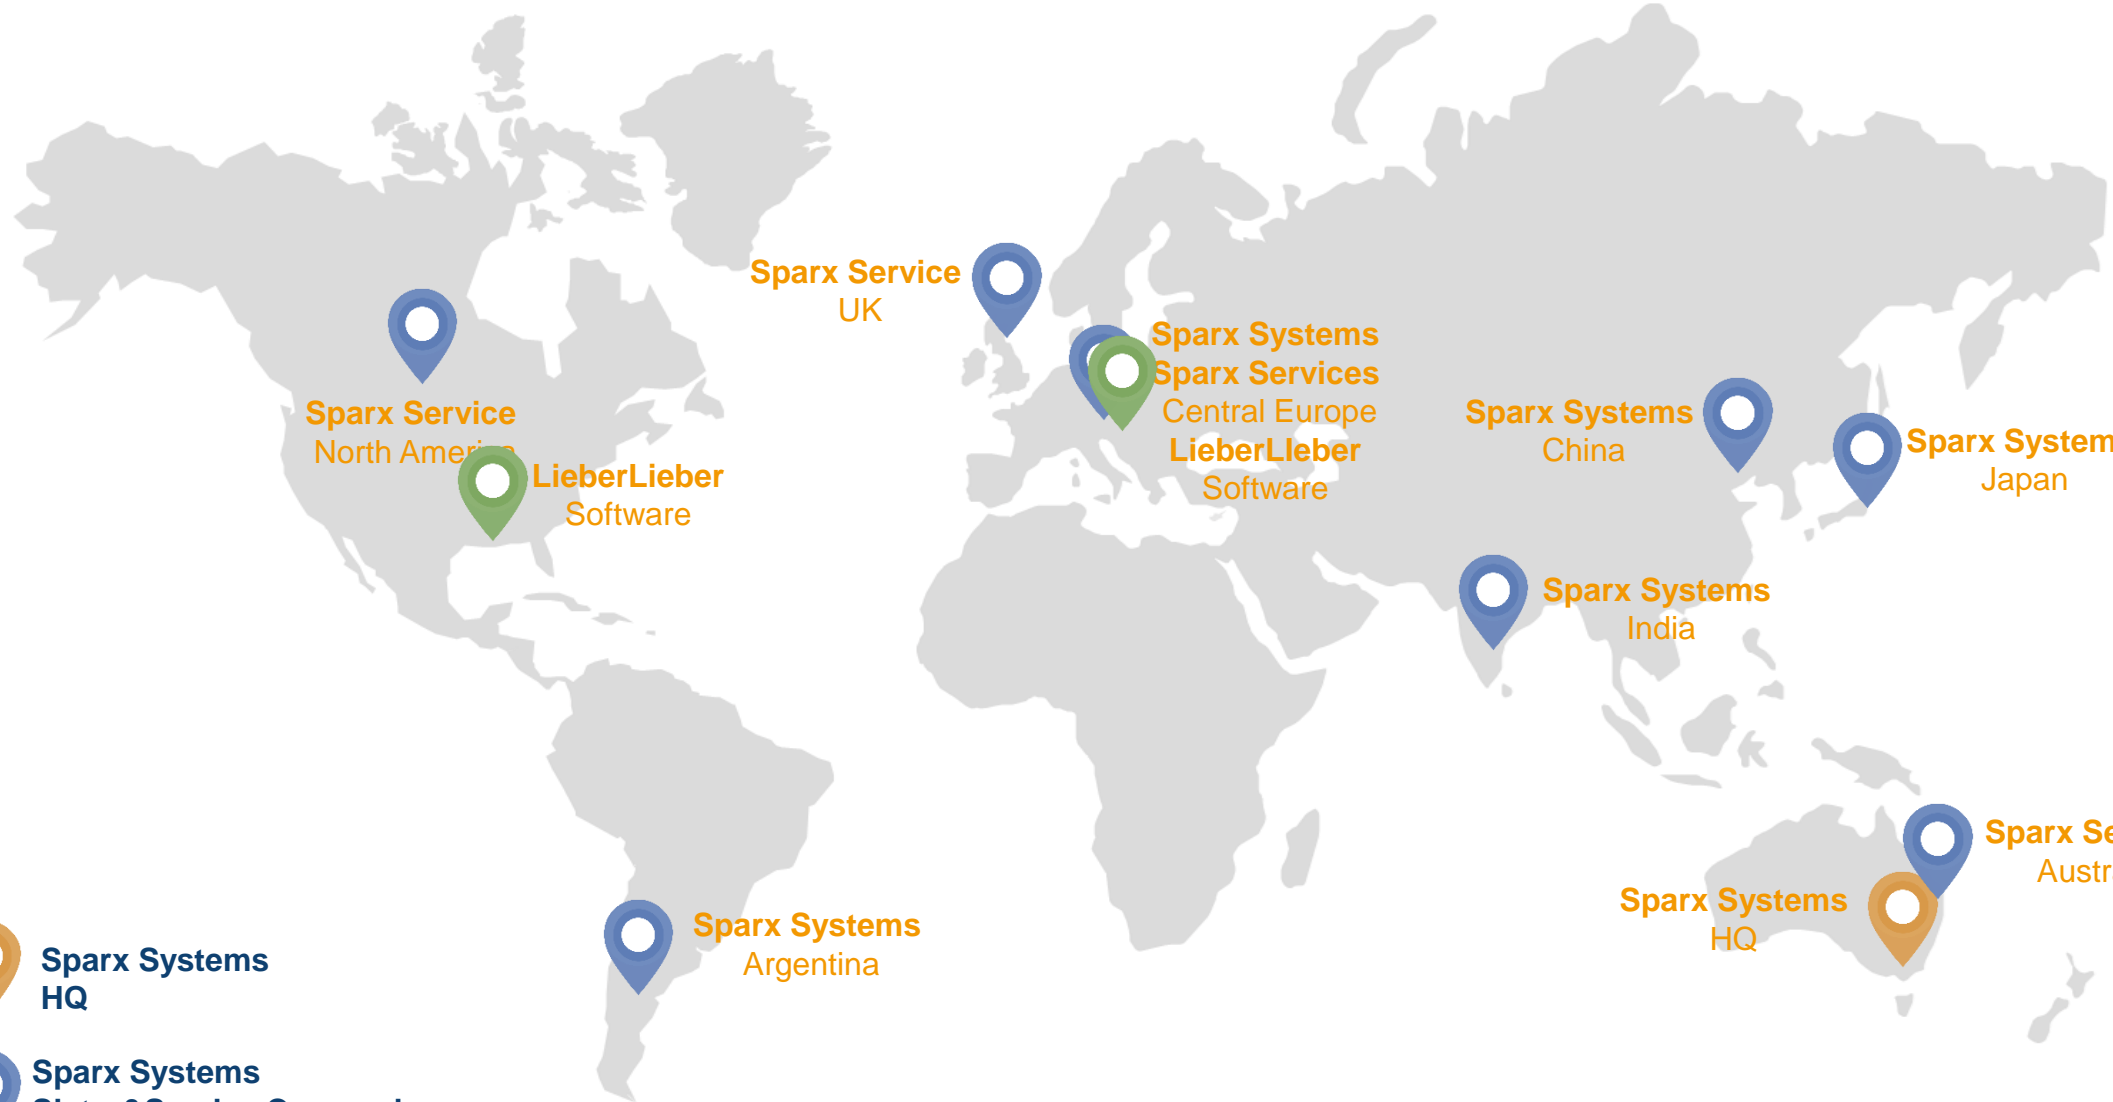 Sparx Service
UK
Sparx Systems
Sparx Services
Central Europe
LieberLIeber
Software
Sparx Service
North America
LieberLieber
Software
Sparx Systems
China
Sparx System
Japan
Sparx Systems
India
Sparx Se
Austr
Sparx Systems
HQ
Sparx Systems
Argentina
Sparx Systems
HQ
Sparx Systems